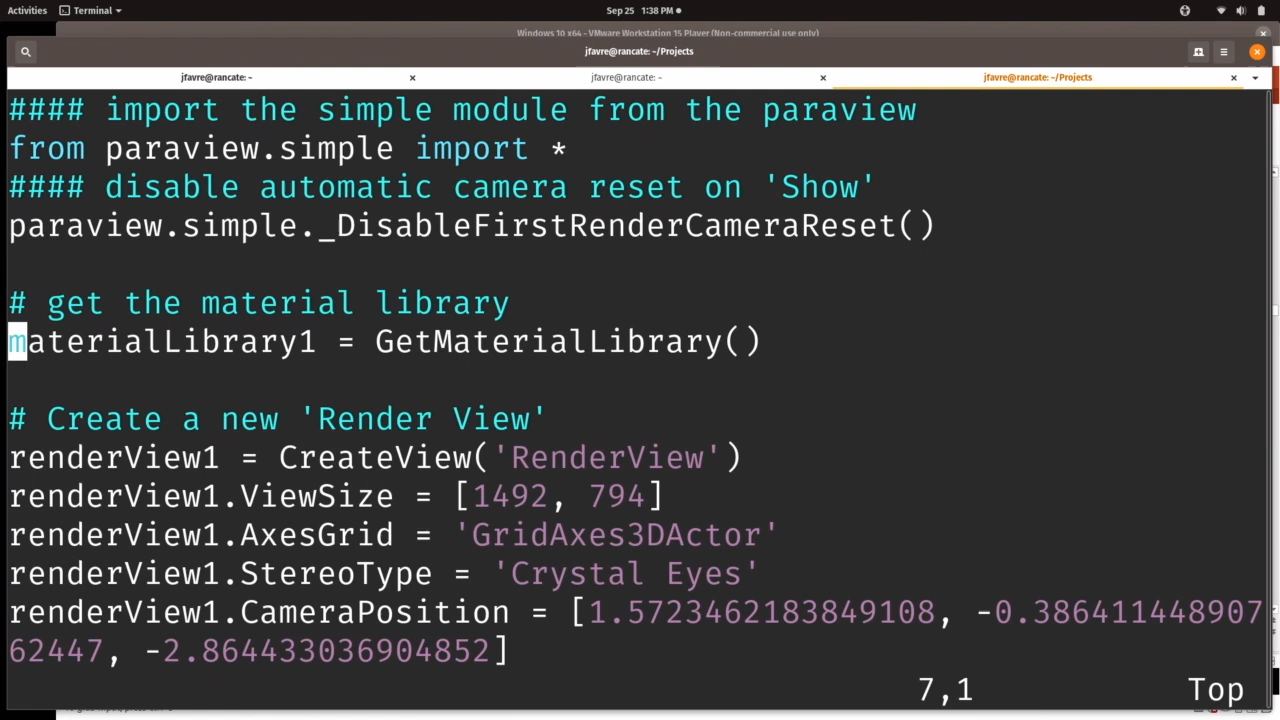 Activities Terminal Sep 25 1:38 PM
Windows 10 x64 - VMware Workstation 15 Player (Non-commercial use only)
jfavre@rancate: ~/Projects
jfavre@rancate: ~ jfavre@rancate: ~ jfavre@rancate: ~/Projects
#### import the simple module from the paraview
from paraview.simple import *
#### disable automatic camera reset on 'Show'
paraview.simple._DisableFirstRenderCameraReset()
# get the material library
materialLibrary1 = GetMaterialLibrary()
# Create a new 'Render View'
renderView1 = CreateView('RenderView')
renderView1.ViewSize = [1492, 794]
renderView1.AxesGrid = 'GridAxes3DActor'
renderView1.StereoType = 'Crystal Eyes'
renderView1.CameraPosition = [1.5723462183849108, -0.386411448907
62447, -2.864433036904852]
7,1 Top